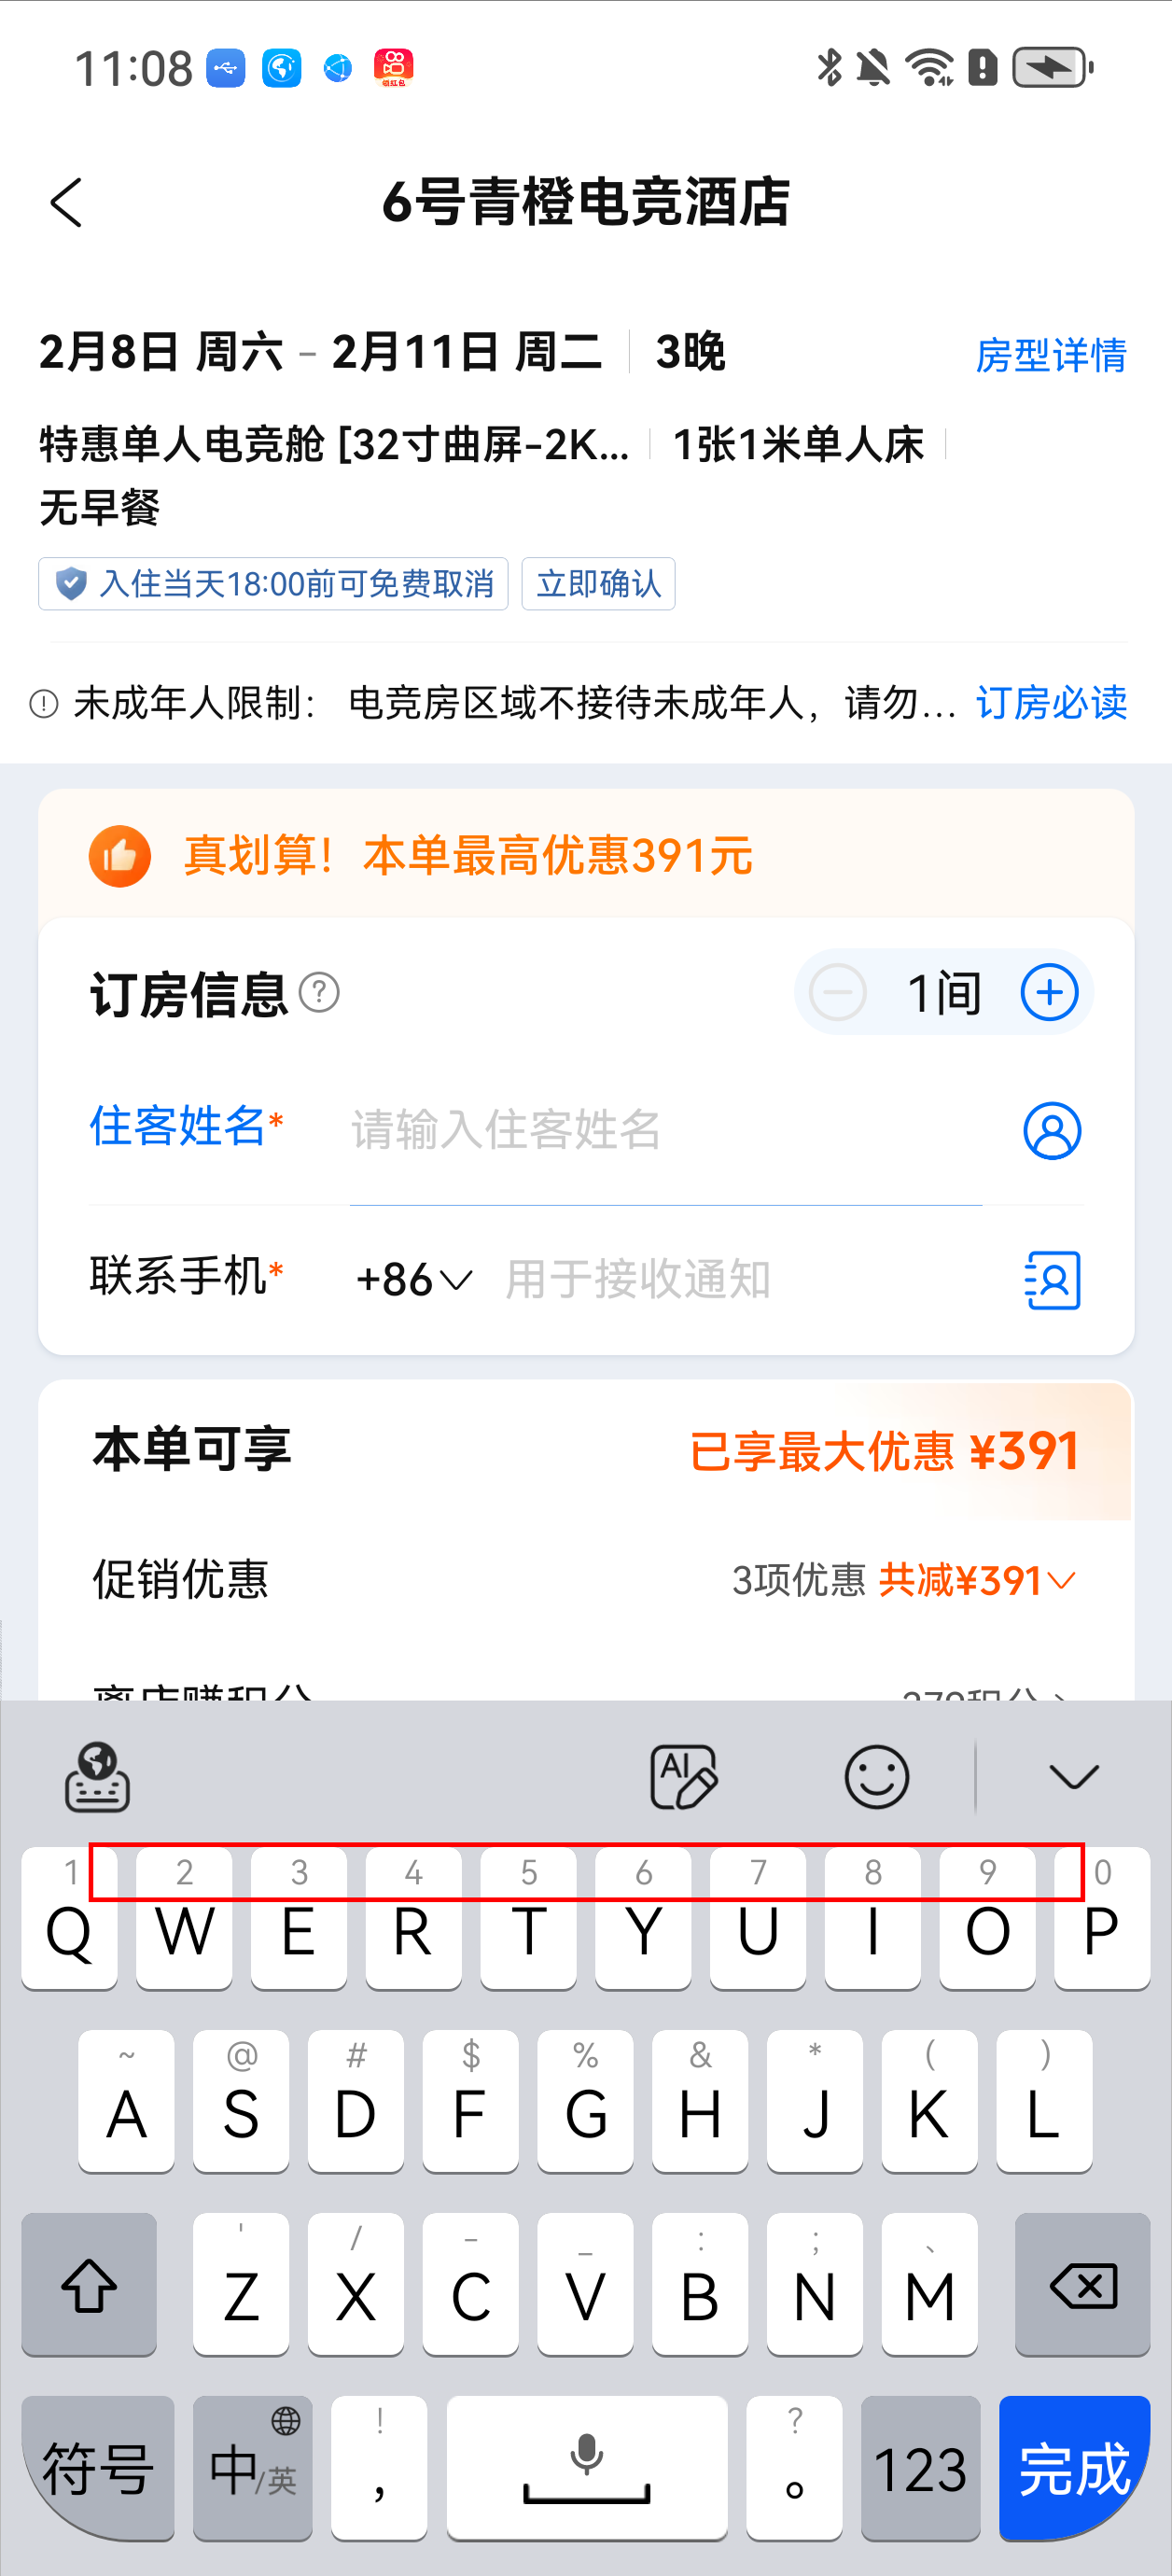 11:08
领红包
6号青橙电竞酒店
2月8日 周六 - 2月11日 周二 3晚 房型详情
特惠单人电竞舱 [32寸曲屏-2K... 1张1米单人床
无早餐
入住当天18:00前可免费取消 立即确认
未成年人限制： 电竞房区域不接待未成年人，请勿... 订房必读
真划算！本单最高优惠391元
订房信息 ? 1间
住客姓名* 请输入住客姓名
联系手机* +86 用于接收通知
本单可享 已享最大优惠 ¥391
促销优惠 3项优惠 共减¥391
AI
1 2 3 4 5 6 7 8 9 0
Q W E R T Y U I O P
~ @ # $ % & * ( )
A S D F G H J K L
' / - _ : ; 、
Z X C V B N M
符号 中/英 ! ， ? 。 123 完成